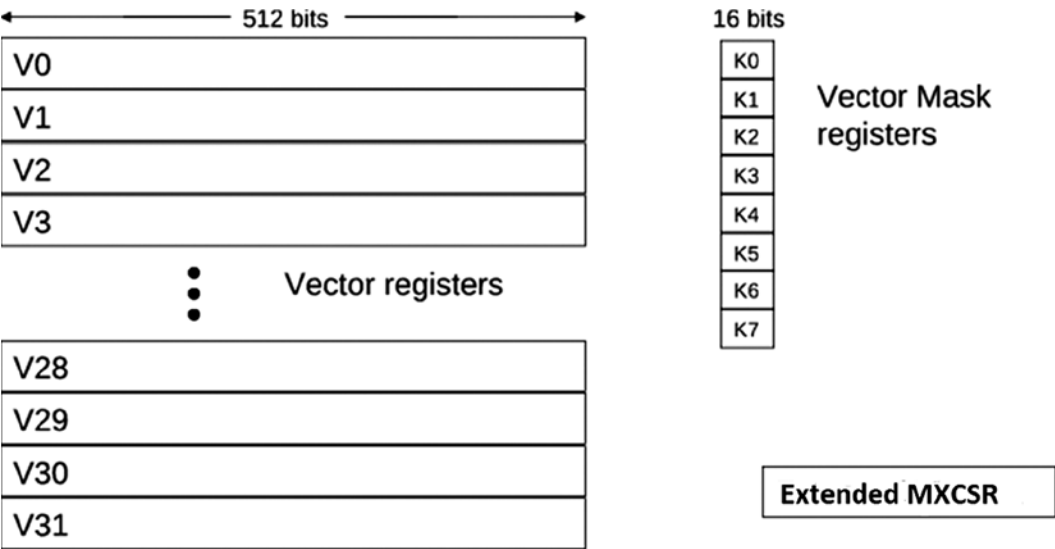 512 bits
V0
V1
V2
V3
Vector registers
V28
V29
V30
V31
16 bits
K0
K1
K2
K3
K4
K5
K6
K7
Vector Mask
registers
Extended MXCSR